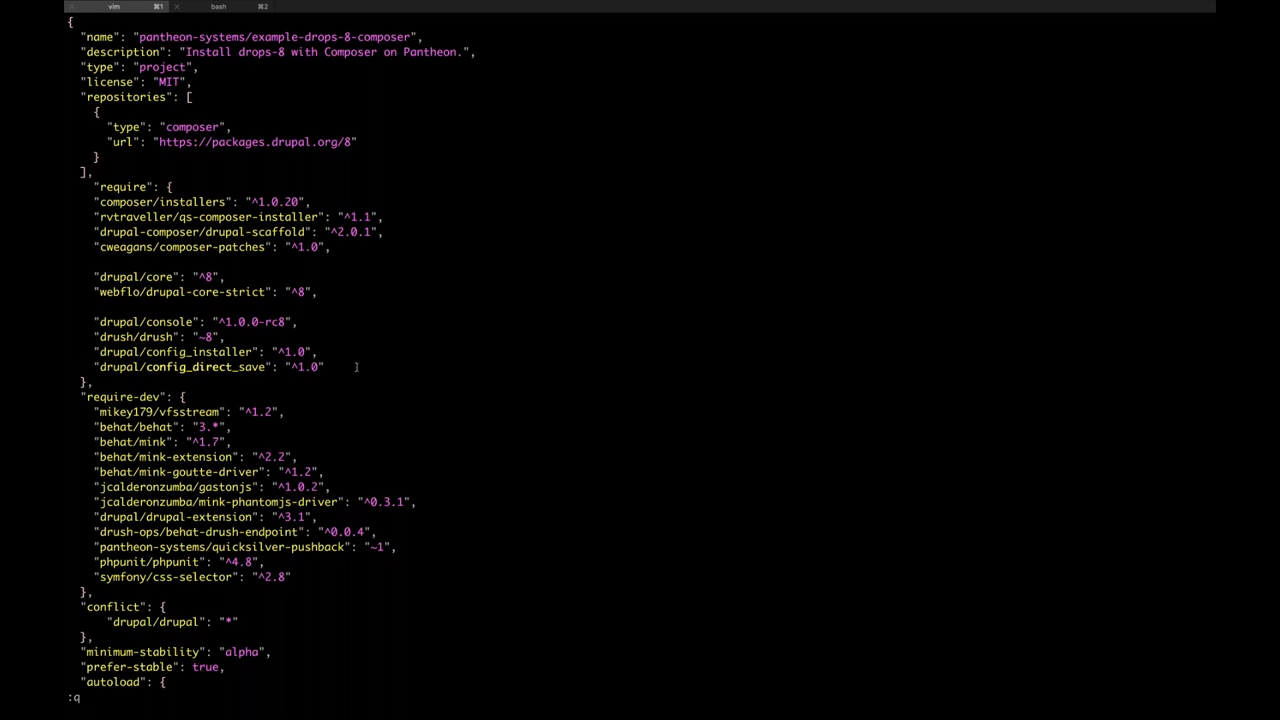 vim ⌘1 bash ⌘2
{
"name": "pantheon-systems/example-drops-8-composer",
"description": "Install drops-8 with Composer on Pantheon.",
"type": "project",
"license": "MIT",
"repositories": [
{
"type": "composer",
"url": "https://packages.drupal.org/8"
}
],
"require": {
"composer/installers": "^1.0.20",
"rvtraveller/qs-composer-installer": "^1.1",
"drupal-composer/drupal-scaffold": "^2.0.1",
"cweagans/composer-patches": "^1.0",
"drupal/core": "^8",
"webflo/drupal-core-strict": "^8",
"drupal/console": "^1.0.0-rc8",
"drush/drush": "~8",
"drupal/config_installer": "^1.0",
"drupal/config_direct_save": "^1.0"
},
"require-dev": {
"mikey179/vfsstream": "^1.2",
"behat/behat": "3.*",
"behat/mink": "^1.7",
"behat/mink-extension": "^2.2",
"behat/mink-goutte-driver": "^1.2",
"jcalderonzumba/gastonjs": "^1.0.2",
"jcalderonzumba/mink-phantomjs-driver": "^0.3.1",
"drupal/drupal-extension": "^3.1",
"drush-ops/behat-drush-endpoint": "^0.0.4",
"pantheon-systems/quicksilver-pushback": "~1",
"phpunit/phpunit": "^4.8",
"symfony/css-selector": "^2.8"
},
"conflict": {
"drupal/drupal": "*"
},
"minimum-stability": "alpha",
"prefer-stable": true,
"autoload": {
:q